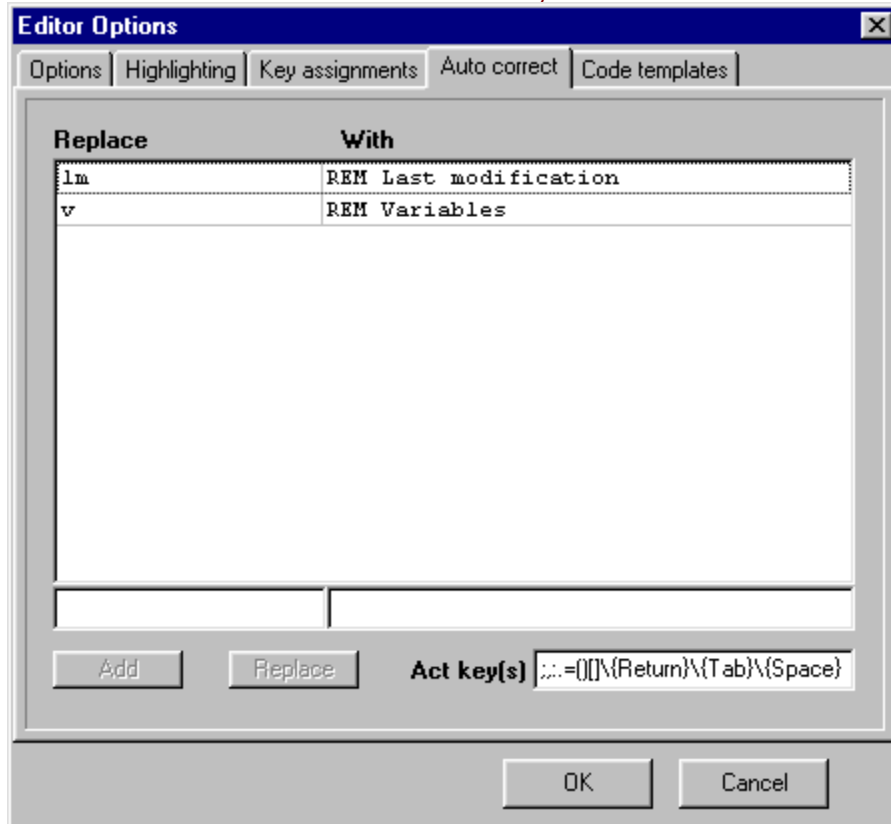 Editor Options
Options Highlighting Key assignments Auto correct Code templates
Replace With
lm REM Last modification
v REM Variables
Add Replace Act key(s) ;,:.=()[]\{Return}\{Tab}\{Space}
OK Cancel